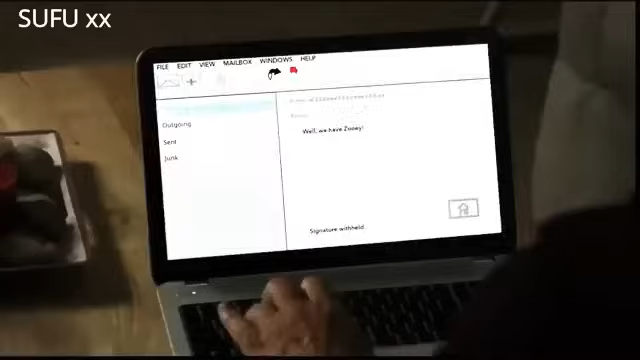 SUFU xx
FILE EDIT VIEW MAILBOX WINDOWS HELP
Outgoing
Sent
Junk
Well, we have Zooey!
Signature withheld